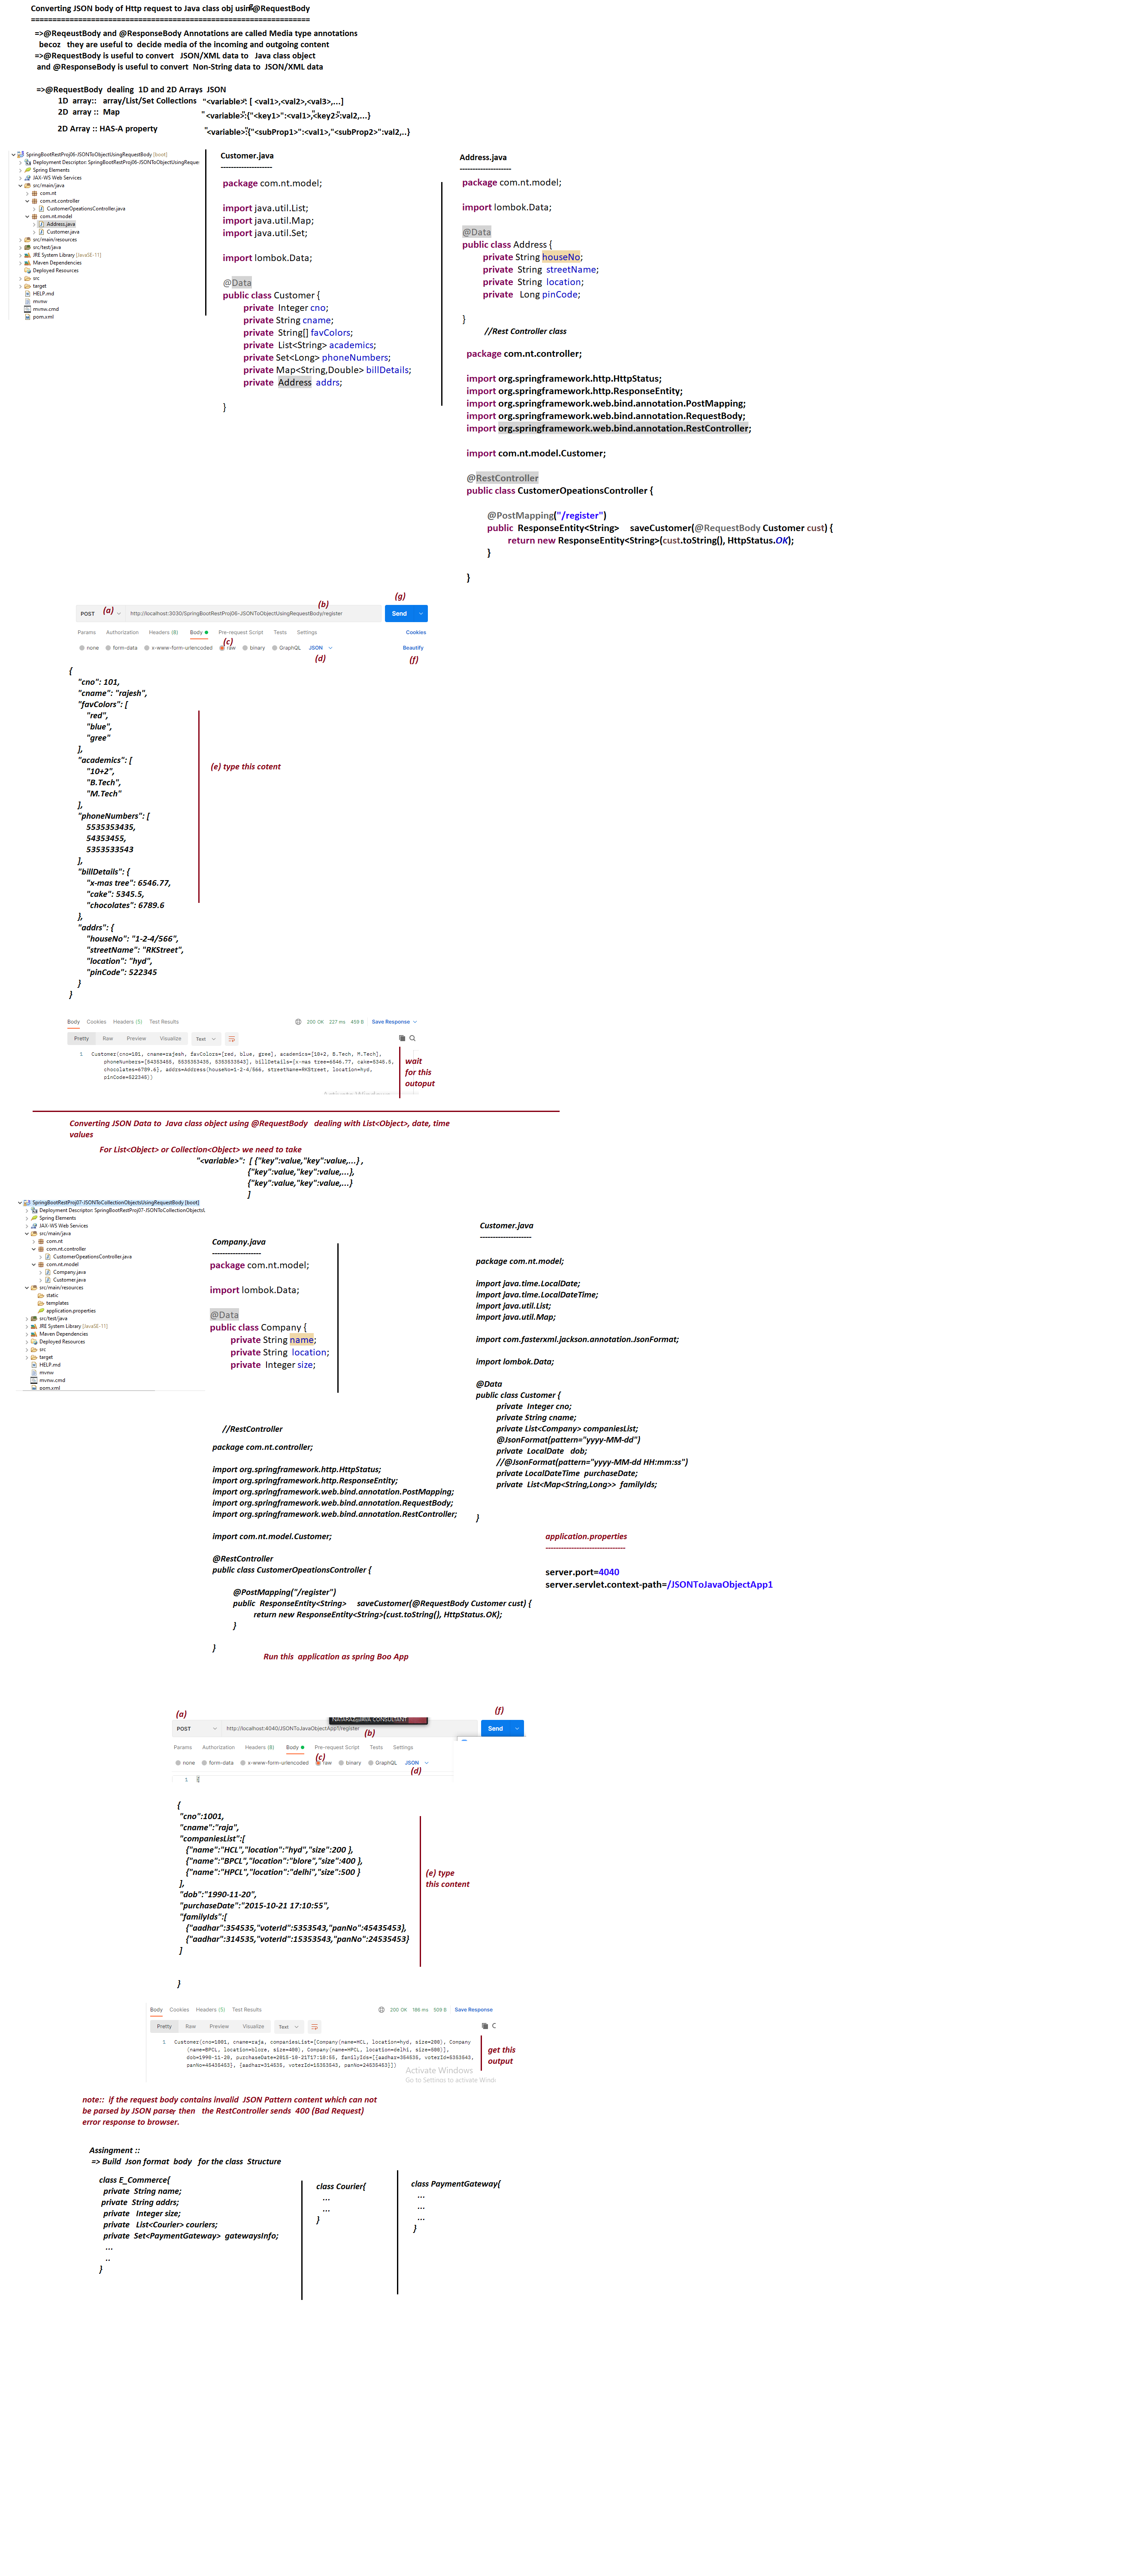 Converting JSON body of Http request to Java class obj using @RequestBody
=================================================================
=>@ReqeustBody and @ResponseBody Annotations are called Media type annotations
becoz they are useful to decide media of the incoming and outgoing content
=>@RequestBody is useful to convert JSON/XML data to Java class object
and @ResponseBody is useful to convert Non-String data to JSON/XML data
=>@RequestBody dealing 1D and 2D Arrays JSON
1D array:: array/List/Set Collections "<variable>": [ <val1>,<val2>,<val3>,...]
2D array :: Map "<variable>":{"<key1>":<val1>,<key2>":val2,...}
2D Array :: HAS-A property "<variable>":{"<subProp1>":<val1>,"<subProp2>":val2,..}
SpringBootRestProj06-JSONToObjectUsingRequestBody [boot]
Deployment Descriptor: SpringBootRestProj06-JSONToObjectUsingReque
Spring Elements
JAX-WS Web Services
src/main/java
com.nt
com.nt.controller
CustomerOpeationsController.java
com.nt.model
Address.java
Customer.java
src/main/resources
src/test/java
JRE System Library [JavaSE-11]
Maven Dependencies
Deployed Resources
src
target
HELP.md
mvnw
mvnw.cmd
pom.xml
Customer.java
--------------------
package com.nt.model;
import java.util.List;
import java.util.Map;
import java.util.Set;
import lombok.Data;
@Data
public class Customer {
private Integer cno;
private String cname;
private String[] favColors;
private List<String> academics;
private Set<Long> phoneNumbers;
private Map<String,Double> billDetails;
private Address addrs;
}
Address.java
--------------------
package com.nt.model;
import lombok.Data;
@Data
public class Address {
private String houseNo;
private String streetName;
private String location;
private Long pinCode;
}
//Rest Controller class
package com.nt.controller;
import org.springframework.http.HttpStatus;
import org.springframework.http.ResponseEntity;
import org.springframework.web.bind.annotation.PostMapping;
import org.springframework.web.bind.annotation.RequestBody;
import org.springframework.web.bind.annotation.RestController;
import com.nt.model.Customer;
@RestController
public class CustomerOpeationsController {
@PostMapping("/register")
public ResponseEntity<String> saveCustomer(@RequestBody Customer cust) {
return new ResponseEntity<String>(cust.toString(), HttpStatus.OK);
}
}
(a) (b) (g)
POST http://localhost:3030/SpringBootRestProj06-JSONToObjectUsingRequestBody/register Send
Params Authorization Headers (8) Body Pre-request Script Tests Settings Cookies
(c)
none form-data x-www-form-urlencoded raw binary GraphQL JSON Beautify
(d) (f)
{
"cno": 101,
"cname": "rajesh",
"favColors": [
"red",
"blue",
"gree"
],
"academics": [
"10+2",
"B.Tech",
"M.Tech"
],
"phoneNumbers": [
5535353435,
54353455,
5353533543
],
"billDetails": {
"x-mas tree": 6546.77,
"cake": 5345.5,
"chocolates": 6789.6
},
"addrs": {
"houseNo": "1-2-4/566",
"streetName": "RKStreet",
"location": "hyd",
"pinCode": 522345
}
}
(e) type this cotent
Body Cookies Headers (5) Test Results 200 OK 227 ms 409 B Save Response
Pretty Raw Preview Visualize Text
1 Customer(cno=101, cname=rajesh, favColors=[red, blue, gree], academics=[10+2, B.Tech, M.Tech],
phoneNumbers=[54353455, 5535353435, 5353533543], billDetails={x-mas tree=6546.77, cake=5345.5,
chocolates=6789.6}, addrs=Address(houseNo=1-2-4/566, streetName=RKStreet, location=hyd,
pinCode=522345))
wait
for this
outoput
Converting JSON Data to Java class object using @RequestBody dealing with List<Object>, date, time
values
For List<Object> or Collection<Object> we need to take
"<variable>": [ {"key":value,"key":value,...} ,
{"key":value,"key":value,...},
{"key":value,"key":value,...}
]
SpringBootRestProj07-JSONToCollectionObjectsUsingRequestBody [boot]
Deployment Descriptor: SpringBootRestProj07-JSONToCollectionObjectsU
Spring Elements
JAX-WS Web Services
src/main/java
com.nt
com.nt.controller
CustomerOpeationsController.java
com.nt.model
Company.java
Customer.java
src/main/resources
static
templates
application.properties
src/test/java
JRE System Library [JavaSE-11]
Maven Dependencies
Deployed Resources
src
target
HELP.md
mvnw
mvnw.cmd
pom.xml
Company.java
-------------------
package com.nt.model;
import lombok.Data;
@Data
public class Company {
private String name;
private String location;
private Integer size;
Customer.java
--------------------
package com.nt.model;
import java.time.LocalDate;
import java.time.LocalDateTime;
import java.util.List;
import java.util.Map;
import com.fasterxml.jackson.annotation.JsonFormat;
import lombok.Data;
@Data
public class Customer {
private Integer cno;
private String cname;
private List<Company> companiesList;
@JsonFormat(pattern="yyyy-MM-dd")
private LocalDate dob;
//@JsonFormat(pattern="yyyy-MM-dd HH:mm:ss")
private LocalDateTime purchaseDate;
private List<Map<String,Long>> familyIds;
}
//RestController
package com.nt.controller;
import org.springframework.http.HttpStatus;
import org.springframework.http.ResponseEntity;
import org.springframework.web.bind.annotation.PostMapping;
import org.springframework.web.bind.annotation.RequestBody;
import org.springframework.web.bind.annotation.RestController;
import com.nt.model.Customer;
@RestController
public class CustomerOpeationsController {
@PostMapping("/register")
public ResponseEntity<String> saveCustomer(@RequestBody Customer cust) {
return new ResponseEntity<String>(cust.toString(), HttpStatus.OK);
}
}
application.properties
-------------------------------
server.port=4040
server.servlet.context-path=/JSONToJavaObjectApp1
Run this application as spring Boo App
(a) (f)
POST http://localhost:4040/JSONToJavaObjectApp1/register Send
(b)
Params Authorization Headers (8) Body Pre-request Script Tests Settings
(c)
none form-data x-www-form-urlencoded raw binary GraphQL JSON
(d)
1 {
{
"cno":1001,
"cname":"raja",
"companiesList":[
{"name":"HCL","location":"hyd","size":200 },
{"name":"BPCL","location":"blore","size":400 },
{"name":"HPCL","location":"delhi","size":500 }
],
"dob":"1990-11-20",
"purchaseDate":"2015-10-21 17:10:55",
"familyIds":[
{"aadhar":354535,"voterId":5353543,"panNo":45435453},
{"aadhar":314535,"voterId":15353543,"panNo":24535453}
]
}
(e) type
this content
Body Cookies Headers (5) Test Results 200 OK 186 ms 509 B Save Response
Pretty Raw Preview Visualize Text
1 Customer(cno=1001, cname=raja, companiesList=[Company(name=HCL, location=hyd, size=200), Company
(name=BPCL, location=blore, size=400), Company(name=HPCL, location=delhi, size=500)],
dob=1990-11-20, purchaseDate=2015-10-21T17:10:55, familyIds=[{aadhar=354535, voterId=5353543,
panNo=45435453}, {aadhar=314535, voterId=15353543, panNo=24535453}])
get this
output
Activate Windows
Go to Settings to activate Wind
note:: if the request body contains invalid JSON Pattern content which can not
be parsed by JSON parser then the RestController sends 400 (Bad Request)
error response to browser.
Assingment ::
=> Build Json format body for the class Structure
class E_Commerce{
private String name;
private String addrs;
private Integer size;
private List<Courier> couriers;
private Set<PaymentGateway> gatewaysInfo;
...
..
}
class Courier{
...
...
}
class PaymentGateway{
...
...
...
}